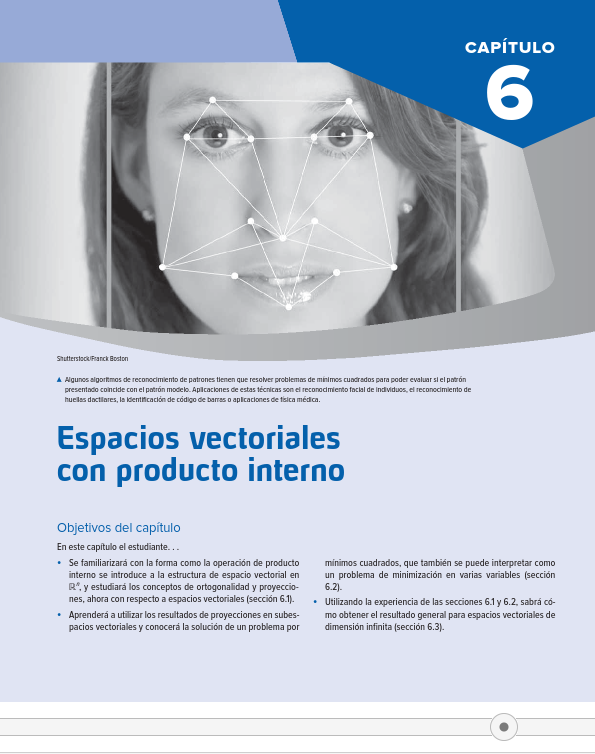 CAPÍTULO
6
Shutterstock/Franck Boston
▲ Algunos algoritmos de reconocimiento de patrones tienen que resolver problemas de mínimos cuadrados para poder evaluar si el patrón
presentado coincide con el patrón modelo. Aplicaciones de estas técnicas son el reconocimiento facial de individuos, el reconocimiento de
huellas dactilares, la identificación de código de barras o aplicaciones de física médica.
Espacios vectoriales
con producto interno
Objetivos del capítulo
En este capítulo el estudiante. . .
• Se familiarizará con la forma como la operación de producto
interno se introduce a la estructura de espacio vectorial en
ℝⁿ, y estudiará los conceptos de ortogonalidad y proyeccio-
nes, ahora con respecto a espacios vectoriales (sección 6.1).
• Aprenderá a utilizar los resultados de proyecciones en subes-
pacios vectoriales y conocerá la solución de un problema por
mínimos cuadrados, que también se puede interpretar como
un problema de minimización en varias variables (sección
6.2).
• Utilizando la experiencia de las secciones 6.1 y 6.2, sabrá có-
mo obtener el resultado general para espacios vectoriales de
dimensión infinita (sección 6.3).